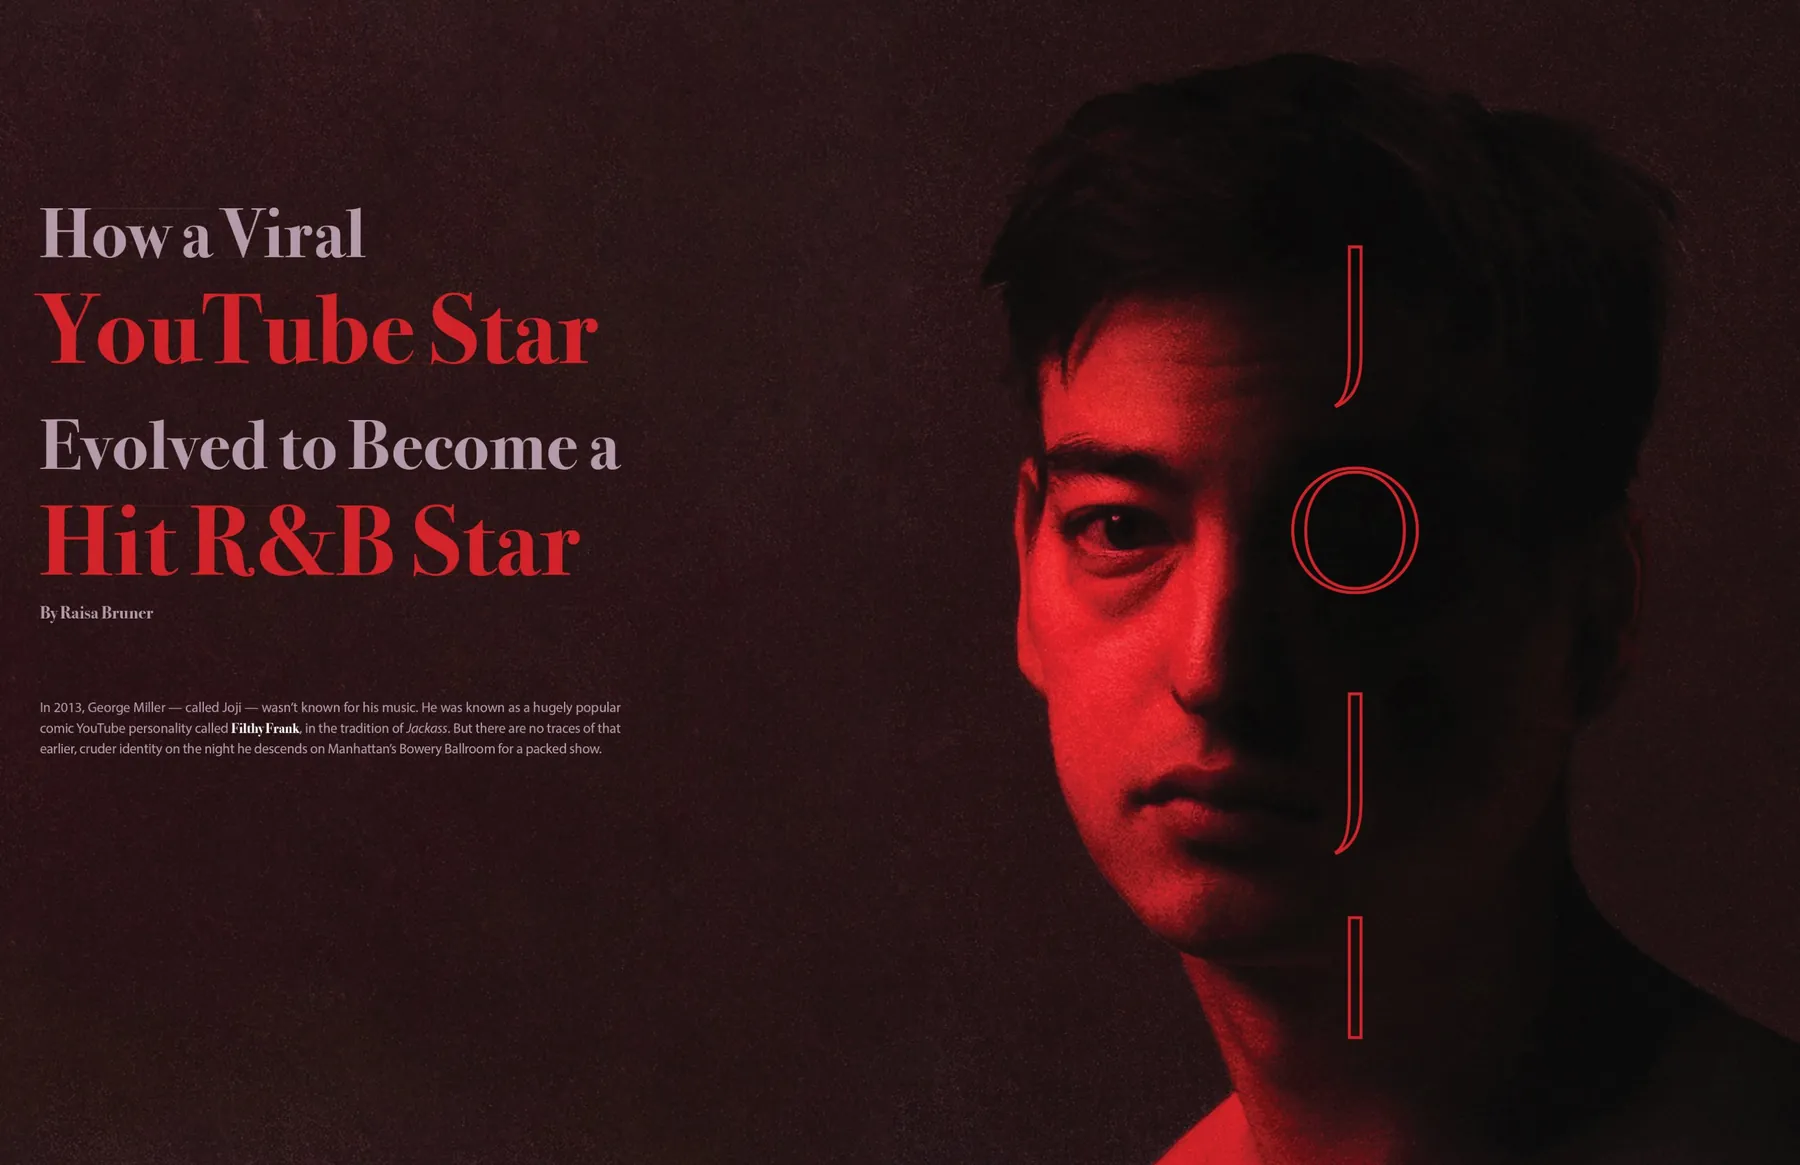 How a Viral
YouTube Star
Evolved to Become a
Hit R&B Star
By Raisa Bruner
In 2013, George Miller — called Joji — wasn't known for his music. He was known as a hugely popular
comic YouTube personality called FilthyFrank, in the tradition of Jackass. But there are no traces of that
earlier, cruder identity on the night he descends on Manhattan's Bowery Ballroom for a packed show.
J
O
J
I